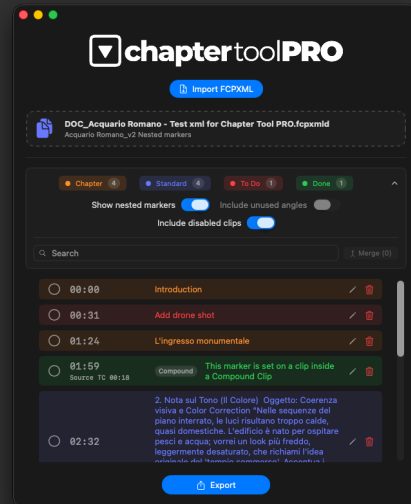 chaptertoolPRO
Import FCPXML
DOC_Acquario Romano - Test xml for Chapter Tool PRO.fcpxmld
Acquario Romano_v2 Nested markers
Chapter 4 Standard 4 To Do 1 Done 1
Show nested markers Include unused angles
Include disabled clips
Search Merge (0)
00:00 Introduction
00:31 Add drone shot
01:24 L'ingresso monumentale
01:59 Compound This marker is set on a clip inside
Source TC 00:18 a Compound Clip
2. Nota sul Tono (Il Colore) Oggetto: Coerenza
visiva e Color Correction "Nelle sequenze del
piano interrato, le luci risultano troppo calde,
quasi domestiche. L'edificio è nato per ospitare
02:32 pesci e acqua; vorrei un look più freddo,
leggermente desaturato, che richiami l'idea
Export